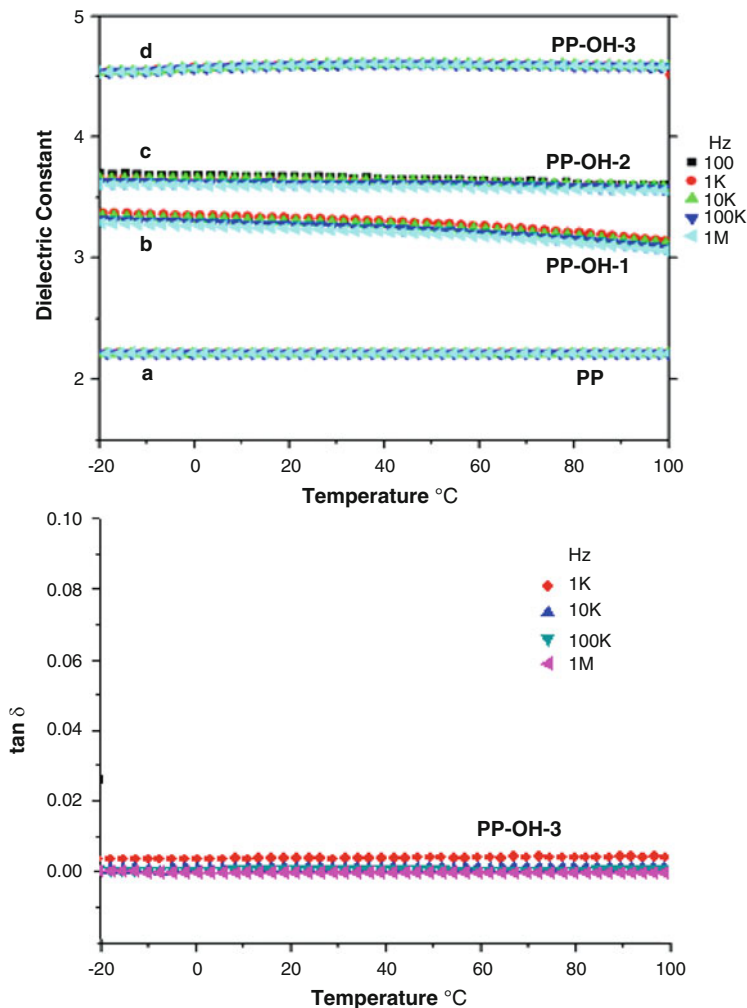 5
d
PP-OH-3
4
c
PP-OH-2
Hz
100
1K
10K
100K
1M
3
b
PP-OH-1
2
a
PP
Dielectric Constant
-20 0 20 40 60 80 100
Temperature °C
0.10
Hz
1K
10K
100K
1M
0.08
0.06
0.04
0.02
0.00
PP-OH-3
tan δ
-20 0 20 40 60 80 100
Temperature °C